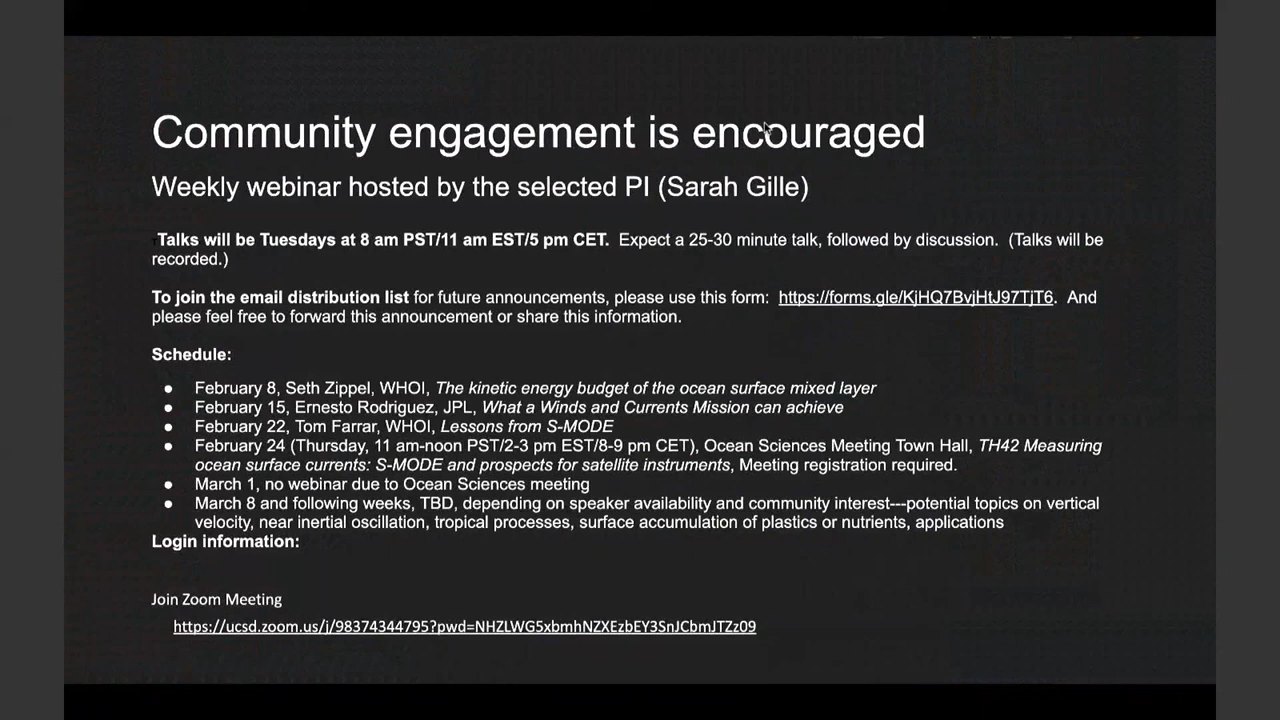 Community engagement is encouraged
Weekly webinar hosted by the selected PI (Sarah Gille)
Talks will be Tuesdays at 8 am PST/11 am EST/5 pm CET. Expect a 25-30 minute talk, followed by discussion. (Talks will be
recorded.)
To join the email distribution list for future announcements, please use this form: https://forms.gle/KjHQ7BvjHtJ97TjT6. And
please feel free to forward this announcement or share this information.
Schedule:
● February 8, Seth Zippel, WHOI, The kinetic energy budget of the ocean surface mixed layer
● February 15, Ernesto Rodriguez, JPL, What a Winds and Currents Mission can achieve
● February 22, Tom Farrar, WHOI, Lessons from S-MODE
● February 24 (Thursday, 11 am-noon PST/2-3 pm EST/8-9 pm CET), Ocean Sciences Meeting Town Hall, TH42 Measuring
ocean surface currents: S-MODE and prospects for satellite instruments, Meeting registration required.
● March 1, no webinar due to Ocean Sciences meeting
● March 8 and following weeks, TBD, depending on speaker availability and community interest---potential topics on vertical
velocity, near inertial oscillation, tropical processes, surface accumulation of plastics or nutrients, applications
Login information:
Join Zoom Meeting
https://ucsd.zoom.us/j/98374344795?pwd=NHZLWG5xbmhNZXEzbEY3SnJCbmJTZz09